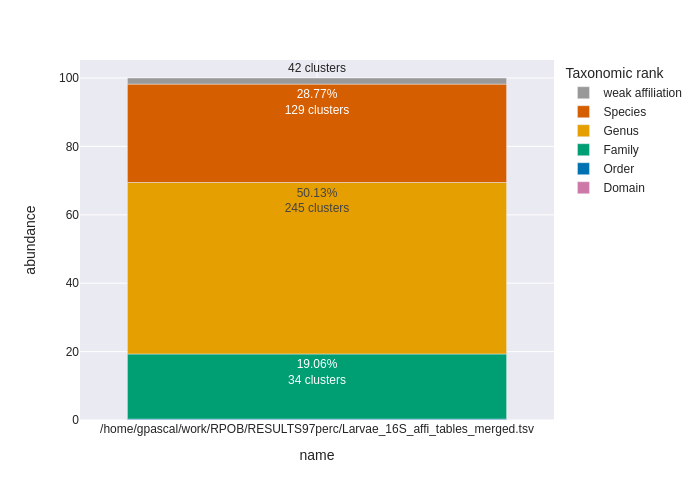 42 clusters
100
80
60
40
20
0
abundance
28.77%
129 clusters
50.13%
245 clusters
19.06%
34 clusters
/home/gpascal/work/RPOB/RESULTS97perc/Larvae_16S_affi_tables_merged.tsv
name
Taxonomic rank
weak affiliation
Species
Genus
Family
Order
Domain